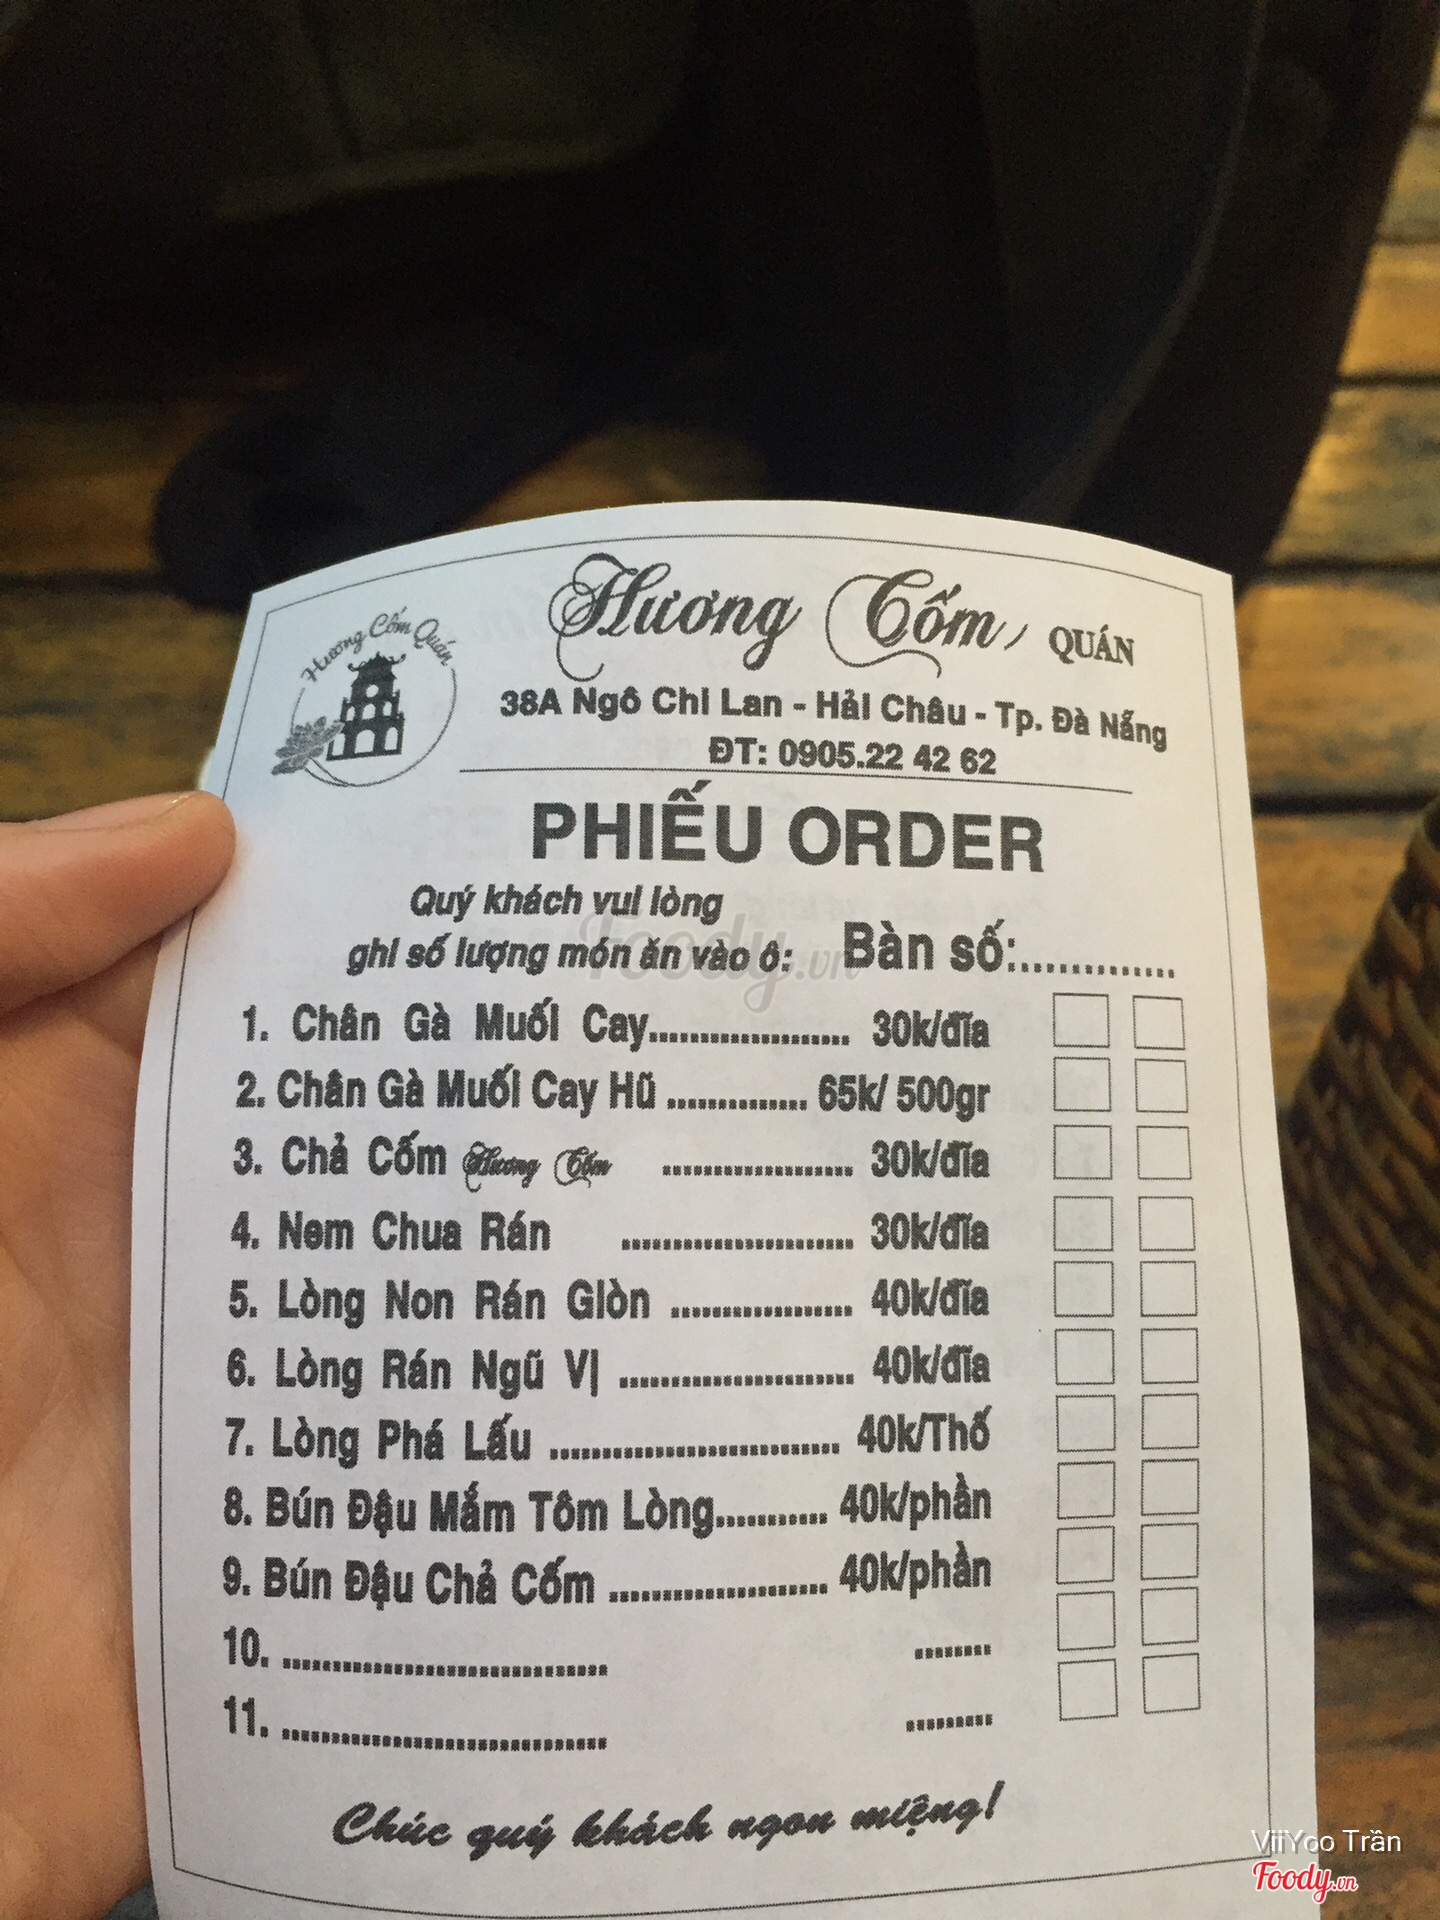 Hương Cốm Quán
Hương Cốm QUÁN
38A Ngô Chi Lan - Hải Châu - Tp. Đà Nẵng
ĐT: 0905.22 42 62
PHIẾU ORDER
Quý khách vui lòng
ghi số lượng món ăn vào ô: Bàn số:..............
1. Chân Gà Muối Cay.................... 30k/đĩa
2. Chân Gà Muối Cay Hũ .............. 65k/ 500gr
3. Chả Cốm Hương Cốm ................... 30k/đĩa
4. Nem Chua Rán ....................... 30k/đĩa
5. Lòng Non Rán Giòn .................. 40k/đĩa
6. Lòng Rán Ngũ Vị ....................... 40k/đĩa
7. Lòng Phá Lấu ............................ 40k/Thố
8. Bún Đậu Mắm Tôm Lòng........... 40k/phần
9. Bún Đậu Chả Cốm ...................... 40k/phần
10. ................................ ........
11. ................................ .........
Chúc quý khách ngon miệng!
Foody.vn
ViiYoo Trần
Foody.vn